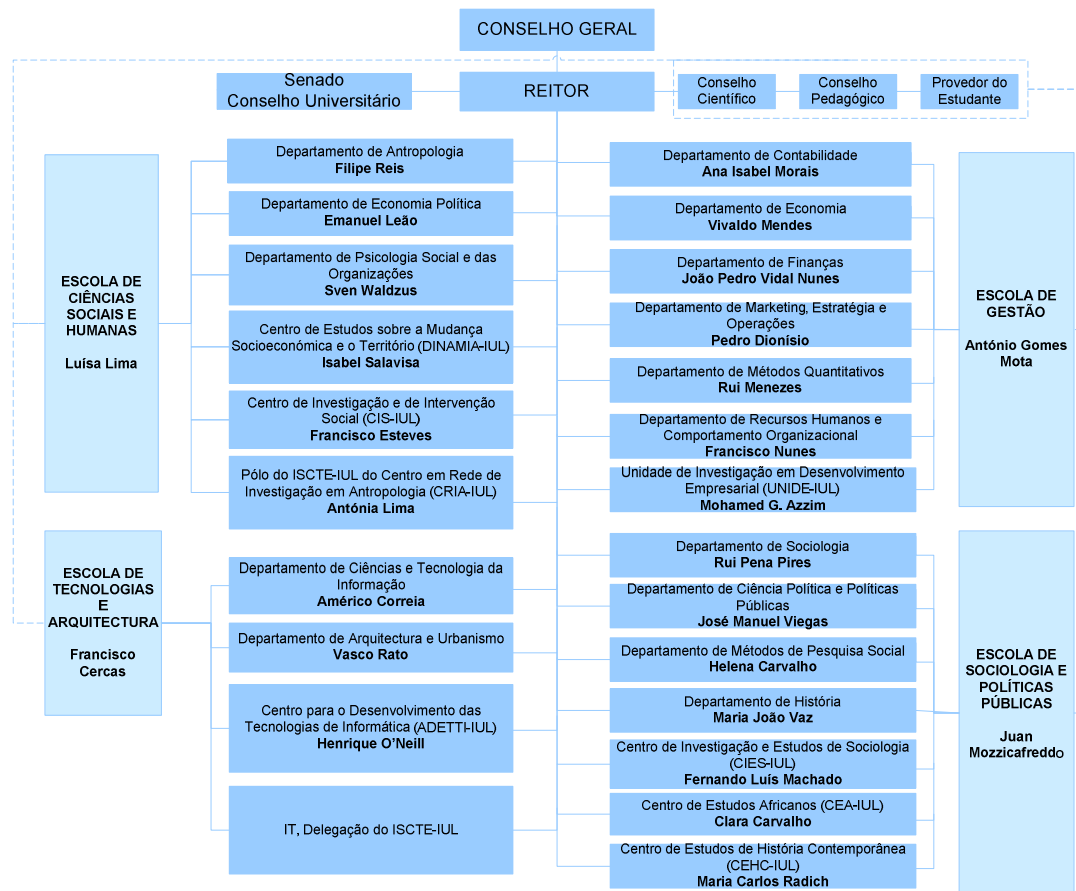 CONSELHO GERAL
Senado
Conselho Universitário
REITOR
Conselho
Científico
Conselho
Pedagógico
Provedor do
Estudante
ESCOLA DE
CIÊNCIAS
SOCIAIS E
HUMANAS
Luísa Lima
Departamento de Antropologia
Filipe Reis
Departamento de Economia Política
Emanuel Leão
Departamento de Psicologia Social e das
Organizações
Sven Waldzus
Centro de Estudos sobre a Mudança
Socioeconómica e o Território (DINAMIA-IUL)
Isabel Salavisa
Centro de Investigação e de Intervenção
Social (CIS-IUL)
Francisco Esteves
Pólo do ISCTE-IUL do Centro em Rede de
Investigação em Antropologia (CRIA-IUL)
Antónia Lima
ESCOLA DE
TECNOLOGIAS
E
ARQUITECTURA
Francisco
Cercas
Departamento de Ciências e Tecnologia da
Informação
Américo Correia
Departamento de Arquitectura e Urbanismo
Vasco Rato
Centro para o Desenvolvimento das
Tecnologias de Informática (ADETTI-IUL)
Henrique O'Neill
IT, Delegação do ISCTE-IUL
Departamento de Contabilidade
Ana Isabel Morais
Departamento de Economia
Vivaldo Mendes
Departamento de Finanças
João Pedro Vidal Nunes
Departamento de Marketing, Estratégia e
Operações
Pedro Dionísio
Departamento de Métodos Quantitativos
Rui Menezes
Departamento de Recursos Humanos e
Comportamento Organizacional
Francisco Nunes
Unidade de Investigação em Desenvolvimento
Empresarial (UNIDE-IUL)
Mohamed G. Azzim
ESCOLA DE
GESTÃO
António Gomes
Mota
Departamento de Sociologia
Rui Pena Pires
Departamento de Ciência Política e Políticas
Públicas
José Manuel Viegas
Departamento de Métodos de Pesquisa Social
Helena Carvalho
Departamento de História
Maria João Vaz
Centro de Investigação e Estudos de Sociologia
(CIES-IUL)
Fernando Luís Machado
Centro de Estudos Africanos (CEA-IUL)
Clara Carvalho
Centro de Estudos de História Contemporânea
(CEHC-IUL)
Maria Carlos Radich
ESCOLA DE
SOCIOLOGIA E
POLÍTICAS
PÚBLICAS
Juan
Mozzicafreddo